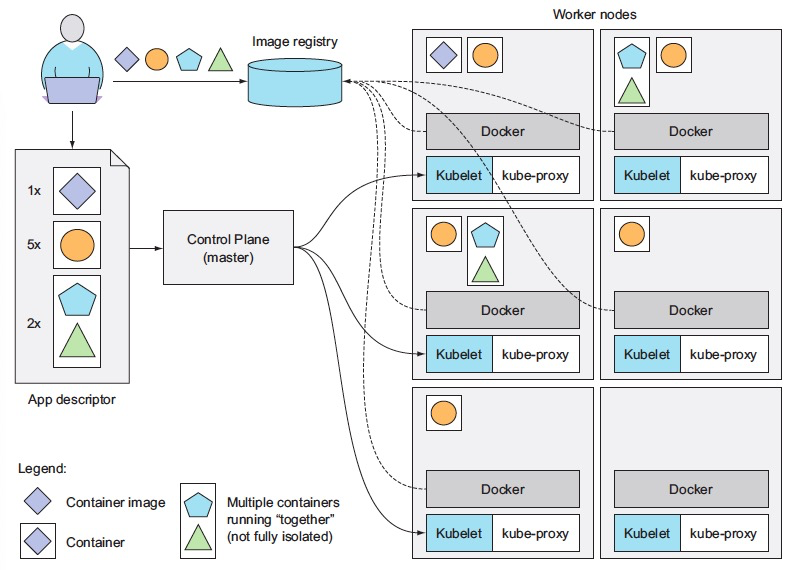 Worker nodes
Image registry
Docker
Kubelet
kube-proxy
Docker
Kubelet
kube-proxy
1x
5x
2x
App descriptor
Control Plane
(master)
Docker
Kubelet
kube-proxy
Docker
Kubelet
kube-proxy
Docker
Kubelet
kube-proxy
Docker
Kubelet
kube-proxy
Legend:
Container image
Container
Multiple containers
running “together”
(not fully isolated)